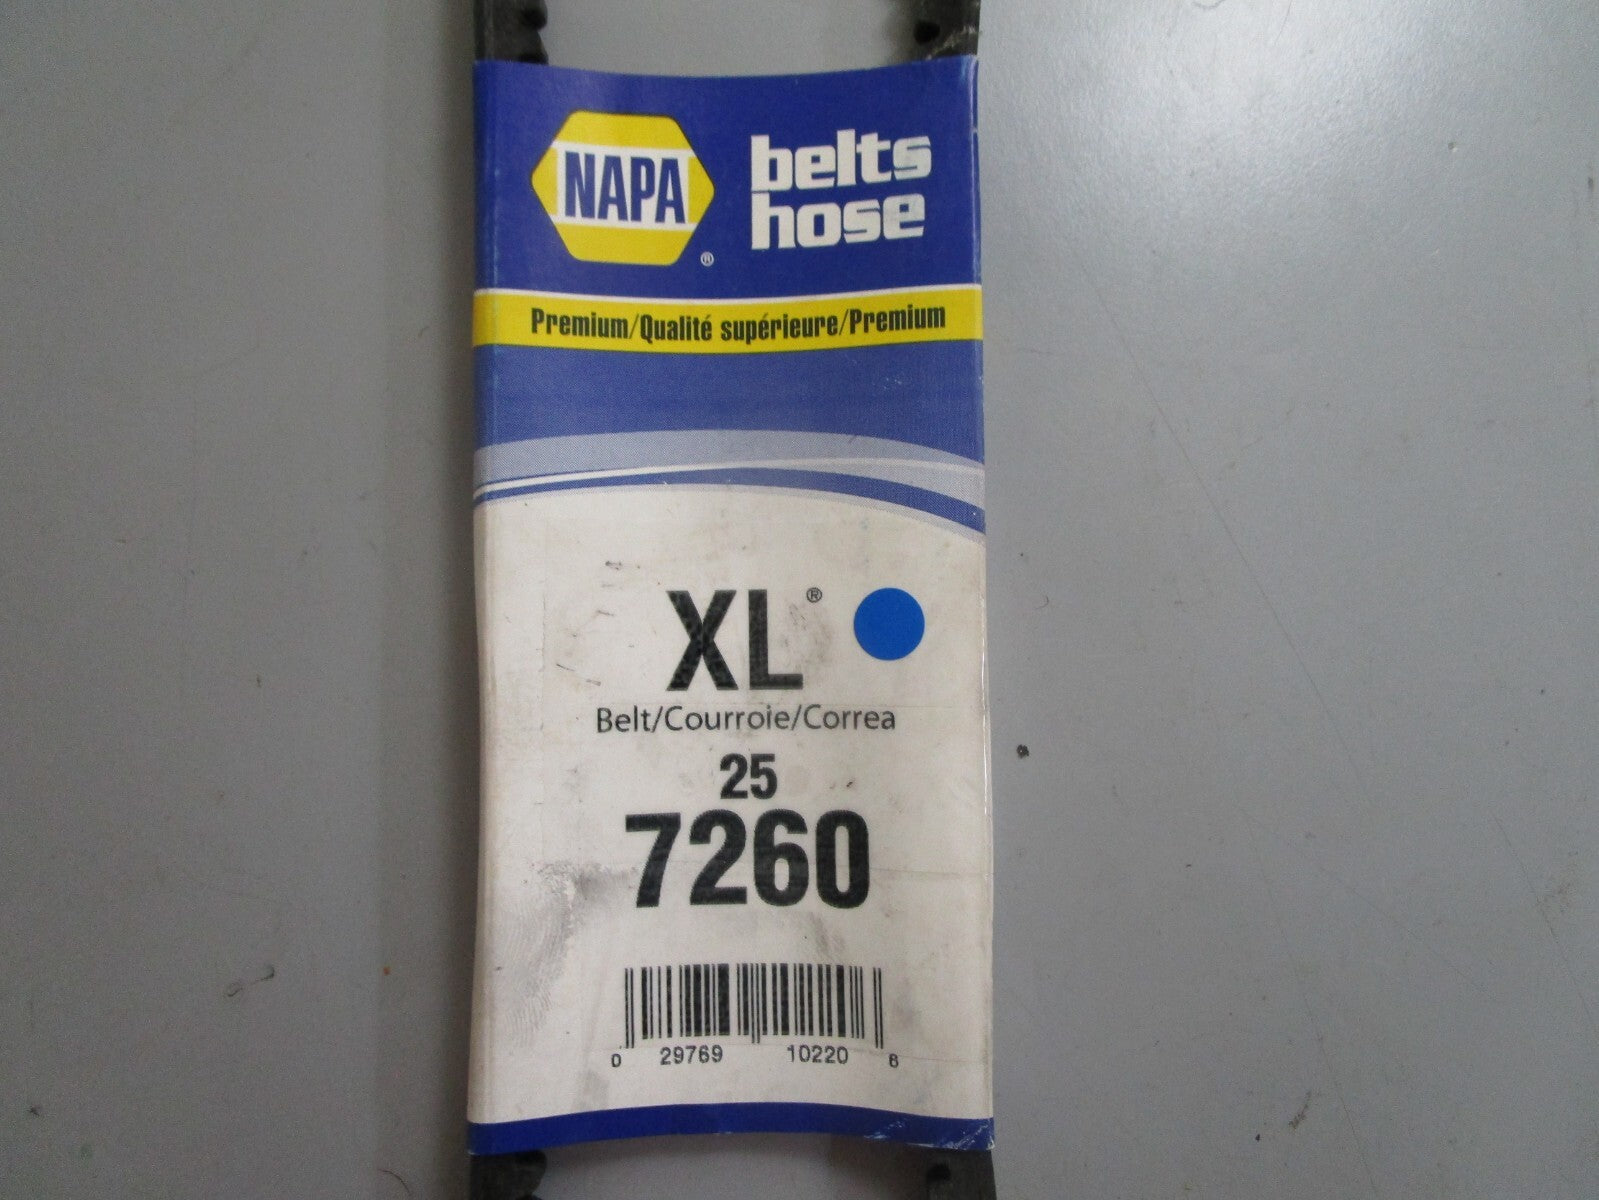 NAPA
®
belts
hose
Premium/Qualité supérieure/Premium
XL®
Belt/Courroie/Correa
25
7260
0 29769 10220 6